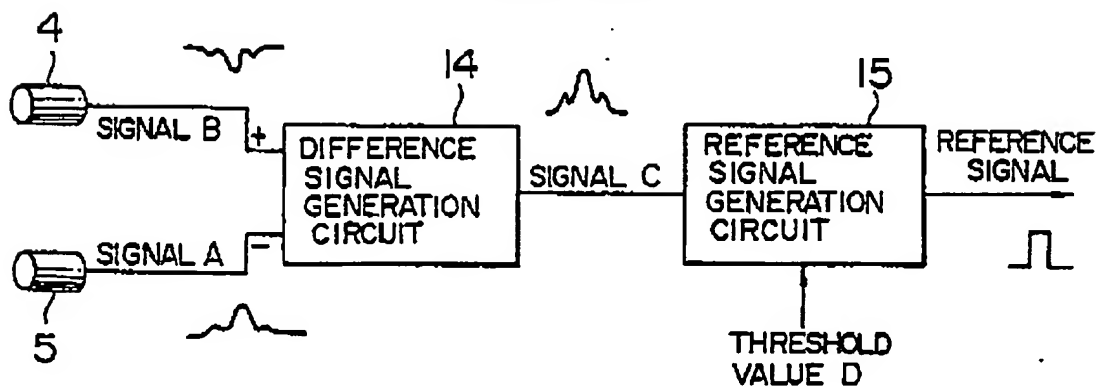 4
SIGNAL B
+
14
DIFFERENCE
SIGNAL
GENERATION
CIRCUIT
SIGNAL A
−
5
SIGNAL C
15
REFERENCE
SIGNAL
GENERATION
CIRCUIT
REFERENCE
SIGNAL
THRESHOLD
VALUE D